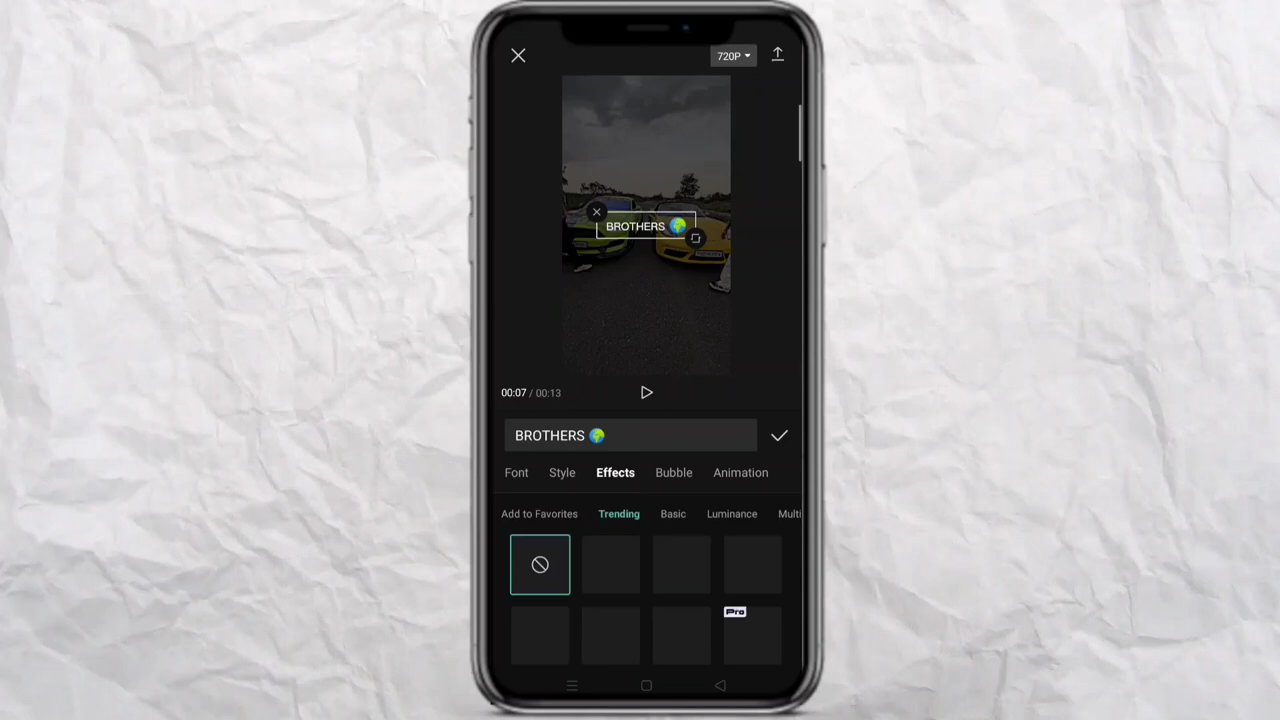 720P
BROTHERS 🌍
00:07 / 00:13
BROTHERS 🌍
Font Style Effects Bubble Animation
Add to Favorites Trending Basic Luminance Multi
Pro